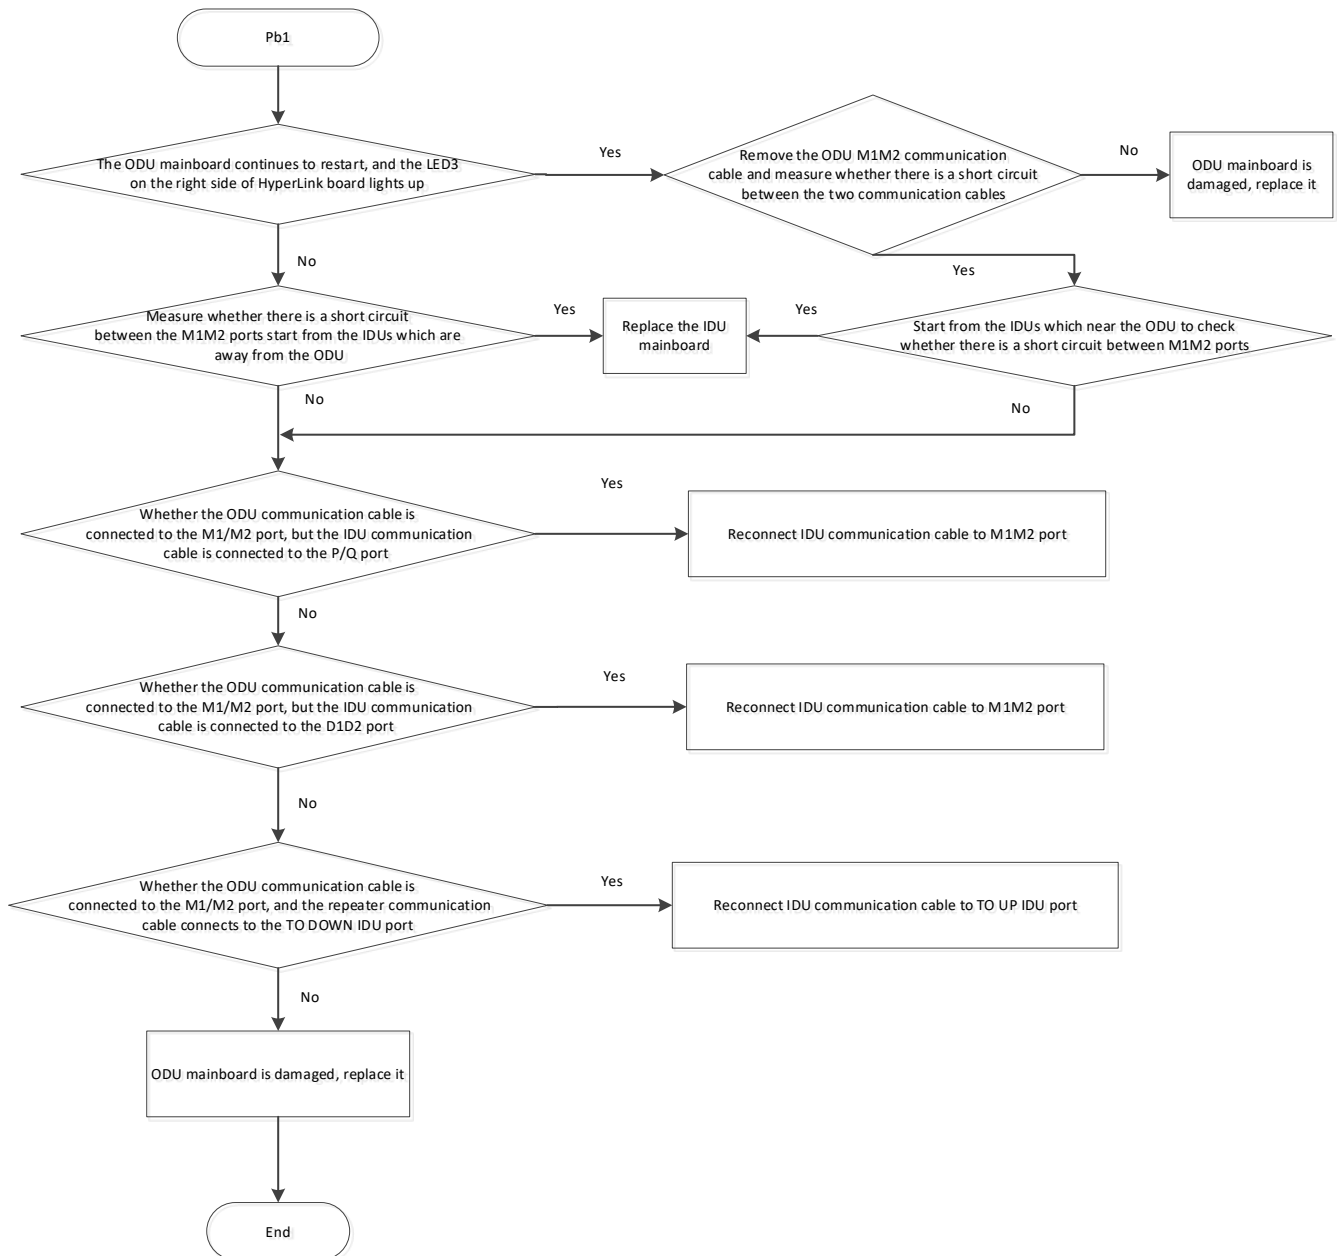 Pb1
The ODU mainboard continues to restart, and the LED3
on the right side of HyperLink board lights up
Yes
Remove the ODU M1M2 communication
cable and measure whether there is a short circuit
between the two communication cables
No
ODU mainboard is
damaged, replace it
No
Yes
Measure whether there is a short circuit
between the M1M2 ports start from the IDUs which are
away from the ODU
Yes
Replace the IDU
mainboard
Yes
Start from the IDUs which near the ODU to check
whether there is a short circuit between M1M2 ports
No
No
Whether the ODU communication cable is
connected to the M1/M2 port, but the IDU communication
cable is connected to the P/Q port
Yes
Reconnect IDU communication cable to M1M2 port
No
Whether the ODU communication cable is
connected to the M1/M2 port, but the IDU communication
cable is connected to the D1D2 port
Yes
Reconnect IDU communication cable to M1M2 port
No
Whether the ODU communication cable is
connected to the M1/M2 port, and the repeater communication
cable connects to the TO DOWN IDU port
Yes
Reconnect IDU communication cable to TO UP IDU port
No
ODU mainboard is damaged, replace it
End